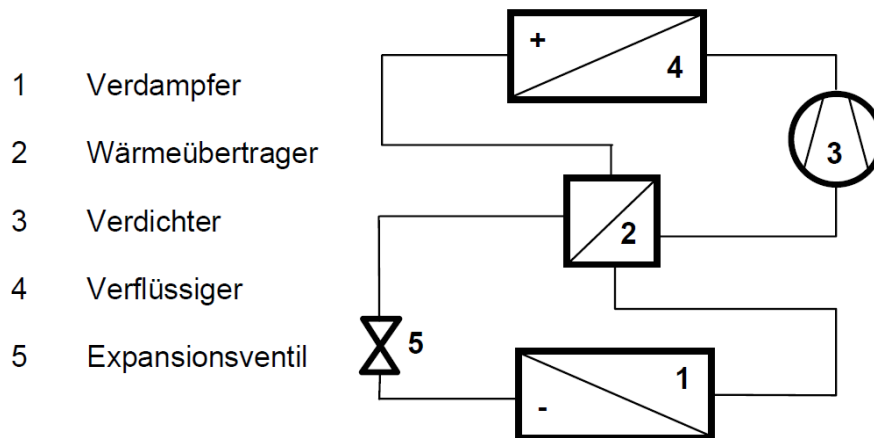 1 Verdampfer
2 Wärmeübertrager
3 Verdichter
4 Verflüssiger
5 Expansionsventil
+
4
3
2
5
1
-